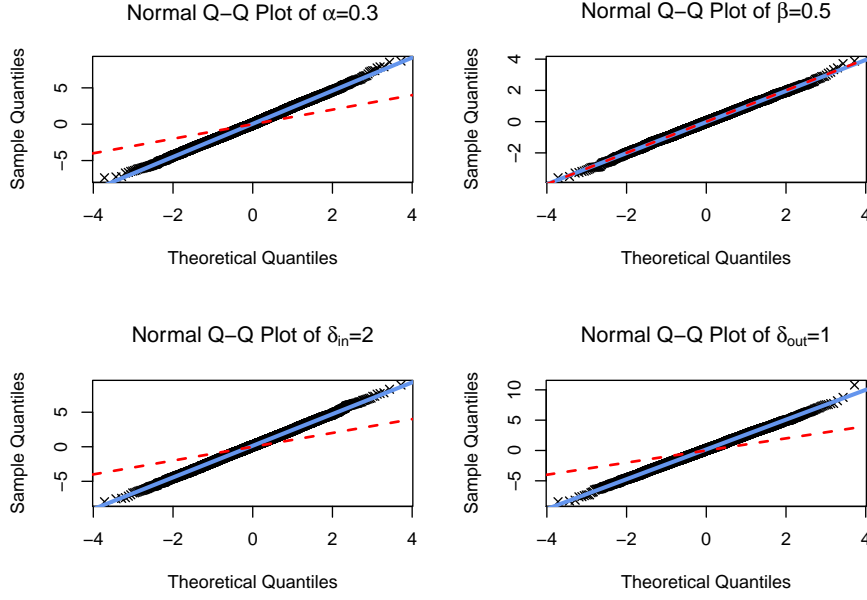 Normal Q−Q Plot of α=0.3
Normal Q−Q Plot of β=0.5
Sample Quantiles
5
0
−5
−4 −2 0 2 4
Theoretical Quantiles
Sample Quantiles
4
2
0
−2
−4 −2 0 2 4
Theoretical Quantiles
Normal Q−Q Plot of δin=2
Normal Q−Q Plot of δout=1
Sample Quantiles
5
0
−5
−4 −2 0 2 4
Theoretical Quantiles
Sample Quantiles
10
5
0
−5
−4 −2 0 2 4
Theoretical Quantiles